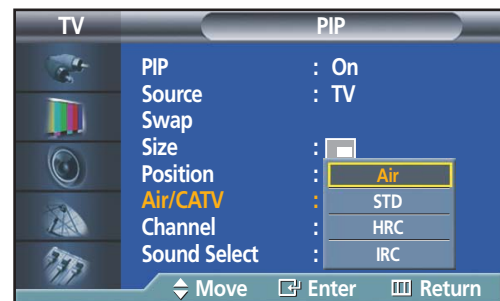 TV PIP
PIP : On
Source : TV
Swap
Size :
Position : Air
Air/CATV : STD
Channel : HRC
Sound Select : IRC
Move Enter Return